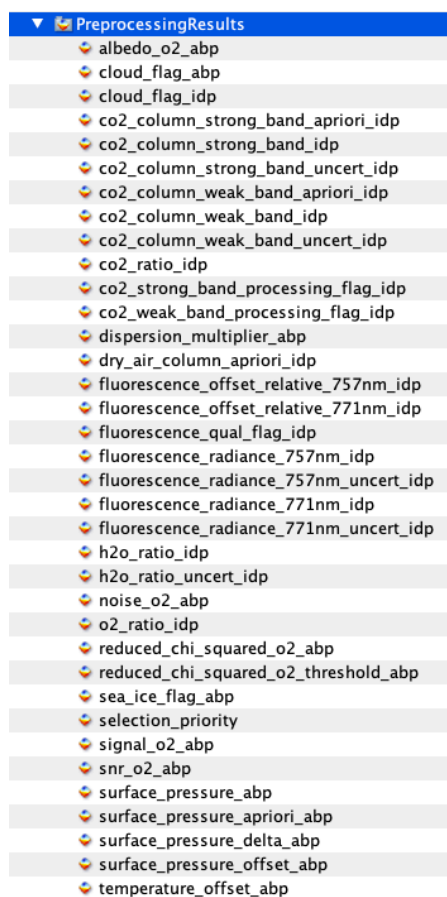 PreprocessingResults
albedo_o2_abp
cloud_flag_abp
cloud_flag_idp
co2_column_strong_band_apriori_idp
co2_column_strong_band_idp
co2_column_strong_band_uncert_idp
co2_column_weak_band_apriori_idp
co2_column_weak_band_idp
co2_column_weak_band_uncert_idp
co2_ratio_idp
co2_strong_band_processing_flag_idp
co2_weak_band_processing_flag_idp
dispersion_multiplier_abp
dry_air_column_apriori_idp
fluorescence_offset_relative_757nm_idp
fluorescence_offset_relative_771nm_idp
fluorescence_qual_flag_idp
fluorescence_radiance_757nm_idp
fluorescence_radiance_757nm_uncert_idp
fluorescence_radiance_771nm_idp
fluorescence_radiance_771nm_uncert_idp
h2o_ratio_idp
h2o_ratio_uncert_idp
noise_o2_abp
o2_ratio_idp
reduced_chi_squared_o2_abp
reduced_chi_squared_o2_threshold_abp
sea_ice_flag_abp
selection_priority
signal_o2_abp
snr_o2_abp
surface_pressure_abp
surface_pressure_apriori_abp
surface_pressure_delta_abp
surface_pressure_offset_abp
temperature_offset_abp